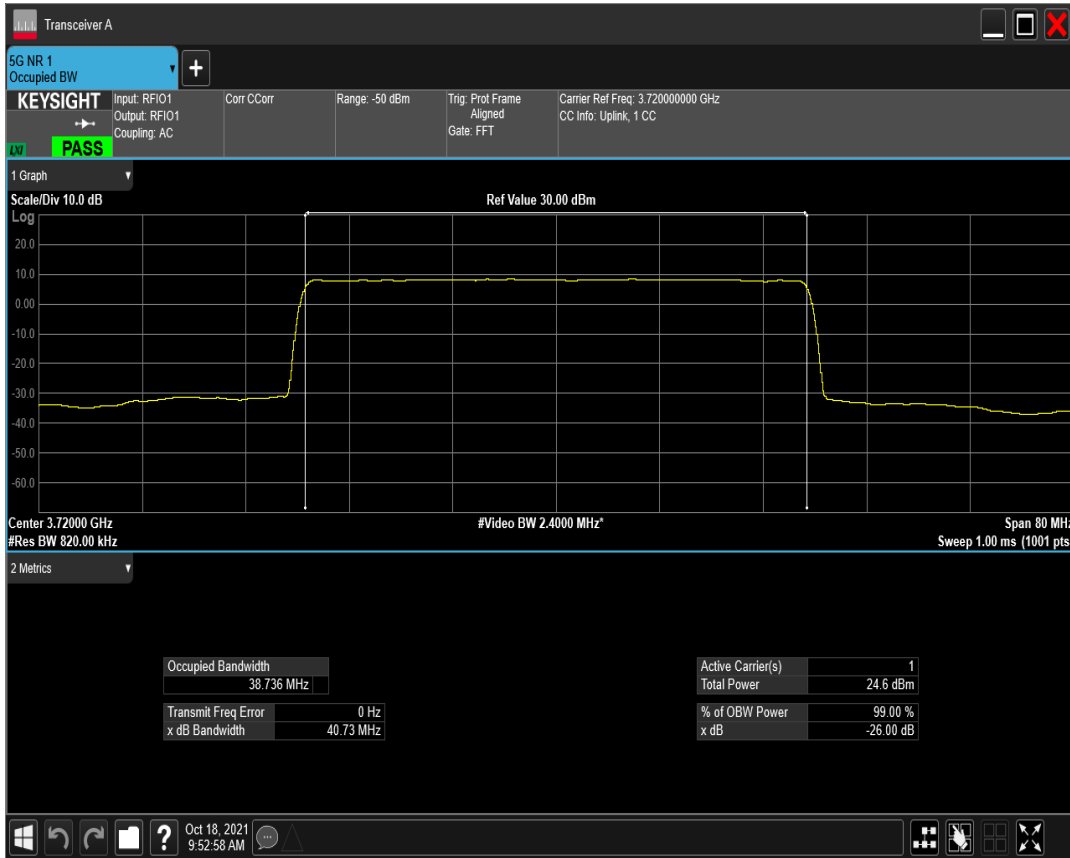 Transceiver A
5G NR 1
Occupied BW
KEYSIGHT
LXI
PASS
Input: RFIO1
Output: RFIO1
Coupling: AC
Corr CCorr
Range: -50 dBm
Trig: Prot Frame
Aligned
Gate: FFT
Carrier Ref Freq: 3.720000000 GHz
CC Info: Uplink, 1 CC
1 Graph
Scale/Div 10.0 dB
Ref Value 30.00 dBm
Log
20.0
10.0
0.00
-10.0
-20.0
-30.0
-40.0
-50.0
-60.0
Center 3.72000 GHz
#Video BW 2.4000 MHz*
Span 80 MHz
#Res BW 820.00 kHz
Sweep 1.00 ms (1001 pts
2 Metrics
Occupied Bandwidth
38.736 MHz
Transmit Freq Error 0 Hz
x dB Bandwidth 40.73 MHz
Active Carrier(s) 1
Total Power 24.6 dBm
% of OBW Power 99.00 %
x dB -26.00 dB
?
Oct 18, 2021
9:52:58 AM